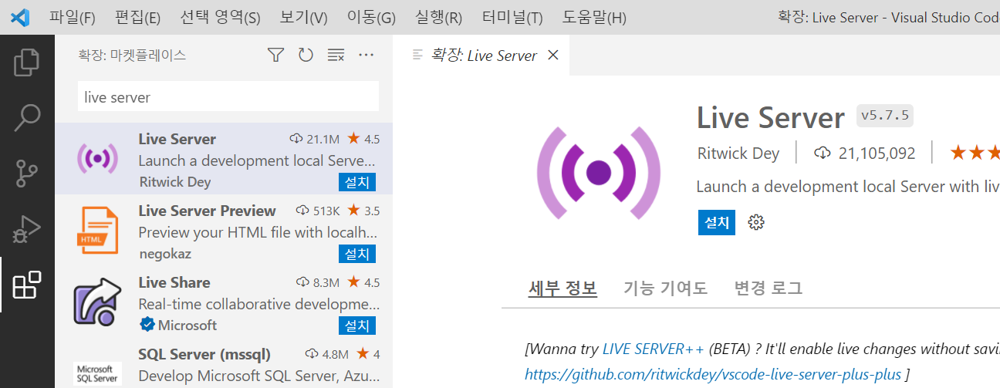 파일(F) 편집(E) 선택 영역(S) 보기(V) 이동(G) 실행(R) 터미널(T) 도움말(H) 확장: Live Server - Visual Studio Cod
확장: 마켓플레이스
확장: Live Server
live server
Live Server 21.1M 4.5
Launch a development local Serve...
Ritwick Dey 설치
HTML
Live Server Preview 513K 3.5
Preview your HTML file with localh...
negokaz 설치
Live Share 8.3M 4.5
Real-time collaborative developme...
Microsoft 설치
Microsoft
SQL Server
SQL Server (mssql) 4.8M 4
Develop Microsoft SQL Server, Azu...
Live Server v5.7.5
Ritwick Dey 21,105,092
Launch a development local Server with liv
설치
세부 정보 기능 기여도 변경 로그
[Wanna try LIVE SERVER++ (BETA) ? It'll enable live changes without savi
https://github.com/ritwickdey/vscode-live-server-plus-plus ]